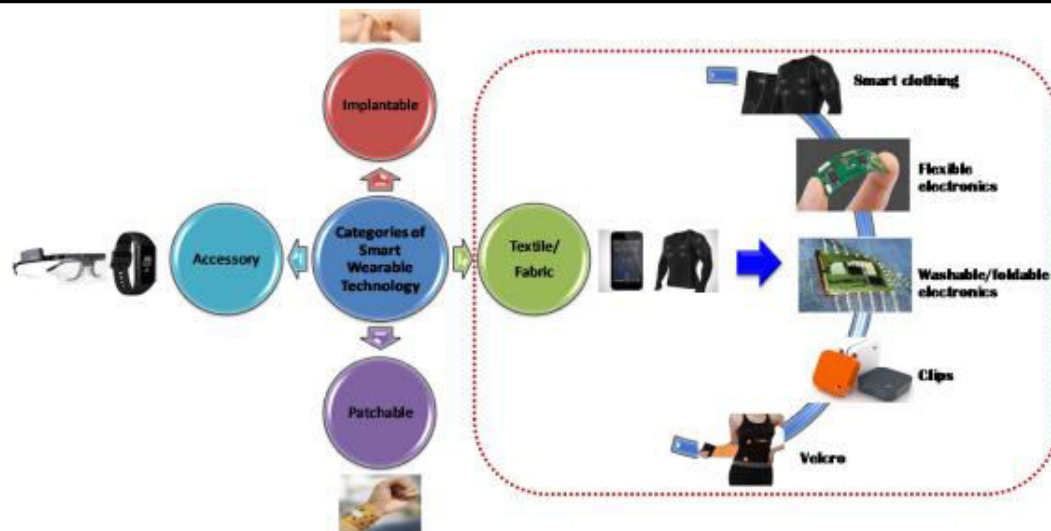 Implantable
Smart clothing
Flexible
electronics
Categories of
Smart
Wearable
Technology
Accessory
Textile/
Fabric
Washable/foldable
electronics
Clips
Patchable
Velcro